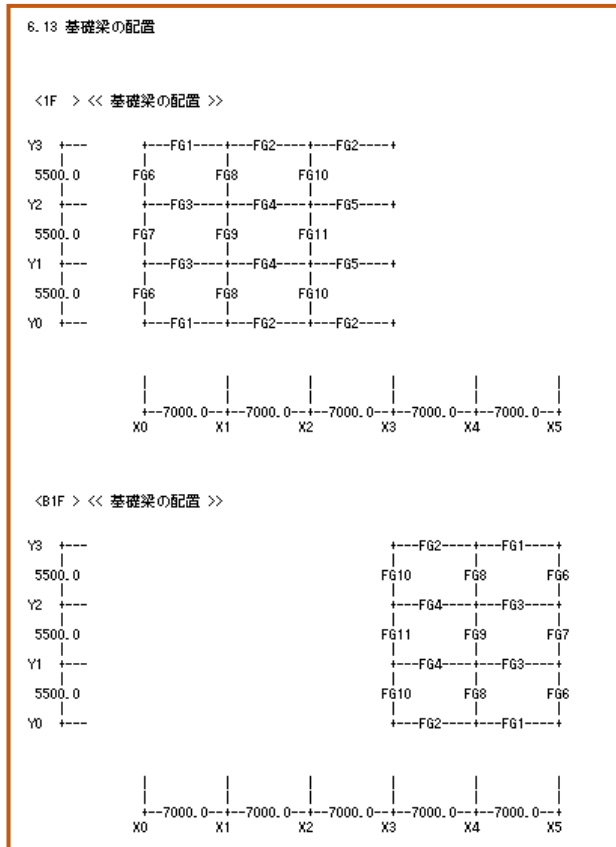 6.13 基礎梁の配置
<1F > << 基礎梁の配置 >>
Y3 +--- +---FG1----+---FG2----+---FG2----+
| | | |
5500.0 FG6 FG8 FG10
| | | |
Y2 +--- +---FG3----+---FG4----+---FG5----+
| | | |
5500.0 FG7 FG9 FG11
| | | |
Y1 +--- +---FG3----+---FG4----+---FG5----+
| | | |
5500.0 FG6 FG8 FG10
| | | |
Y0 +--- +---FG1----+---FG2----+---FG2----+
| | | | | |
| | | | | |
+--7000.0--+--7000.0--+--7000.0--+--7000.0--+--7000.0--+
X0 X1 X2 X3 X4 X5
<B1F > << 基礎梁の配置 >>
Y3 +--- +---FG2----+---FG1----+
| | | |
5500.0 FG10 FG8 FG6
| | | |
Y2 +--- +---FG4----+---FG3----+
| | | |
5500.0 FG11 FG9 FG7
| | | |
Y1 +--- +---FG4----+---FG3----+
| | | |
5500.0 FG10 FG8 FG6
| | | |
Y0 +--- +---FG2----+---FG1----+
| | | | | |
| | | | | |
+--7000.0--+--7000.0--+--7000.0--+--7000.0--+--7000.0--+
X0 X1 X2 X3 X4 X5